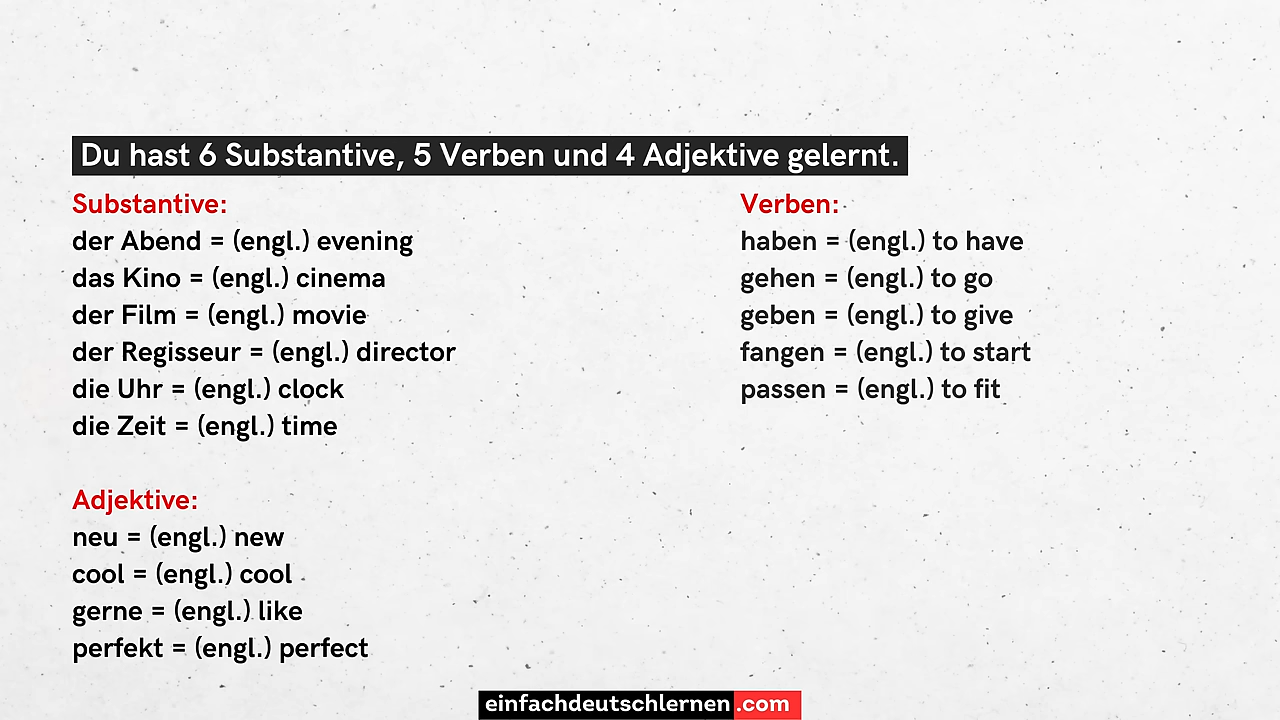 Du hast 6 Substantive, 5 Verben und 4 Adjektive gelernt.
Substantive:
der Abend = (engl.) evening
das Kino = (engl.) cinema
der Film = (engl.) movie
der Regisseur = (engl.) director
die Uhr = (engl.) clock
die Zeit = (engl.) time
Adjektive:
neu = (engl.) new
cool = (engl.) cool
gerne = (engl.) like
perfekt = (engl.) perfect
Verben:
haben = (engl.) to have
gehen = (engl.) to go
geben = (engl.) to give
fangen = (engl.) to start
passen = (engl.) to fit
einfachdeutschlernen.com